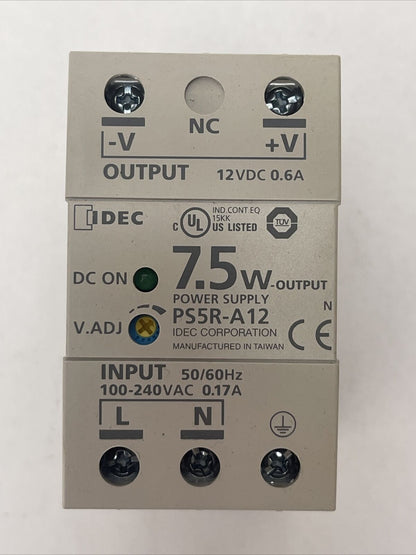 NC
-V +V
OUTPUT 12VDC 0.6A
IDEC
C UL US LISTED
IND.CONT.EQ.
15KK
TÜV
DC ON
7.5W-OUTPUT
POWER SUPPLY
N
V.ADJ
PS5R-A12
IDEC CORPORATION
MANUFACTURED IN TAIWAN
CE
INPUT 50/60Hz
100-240VAC 0.17A
L N